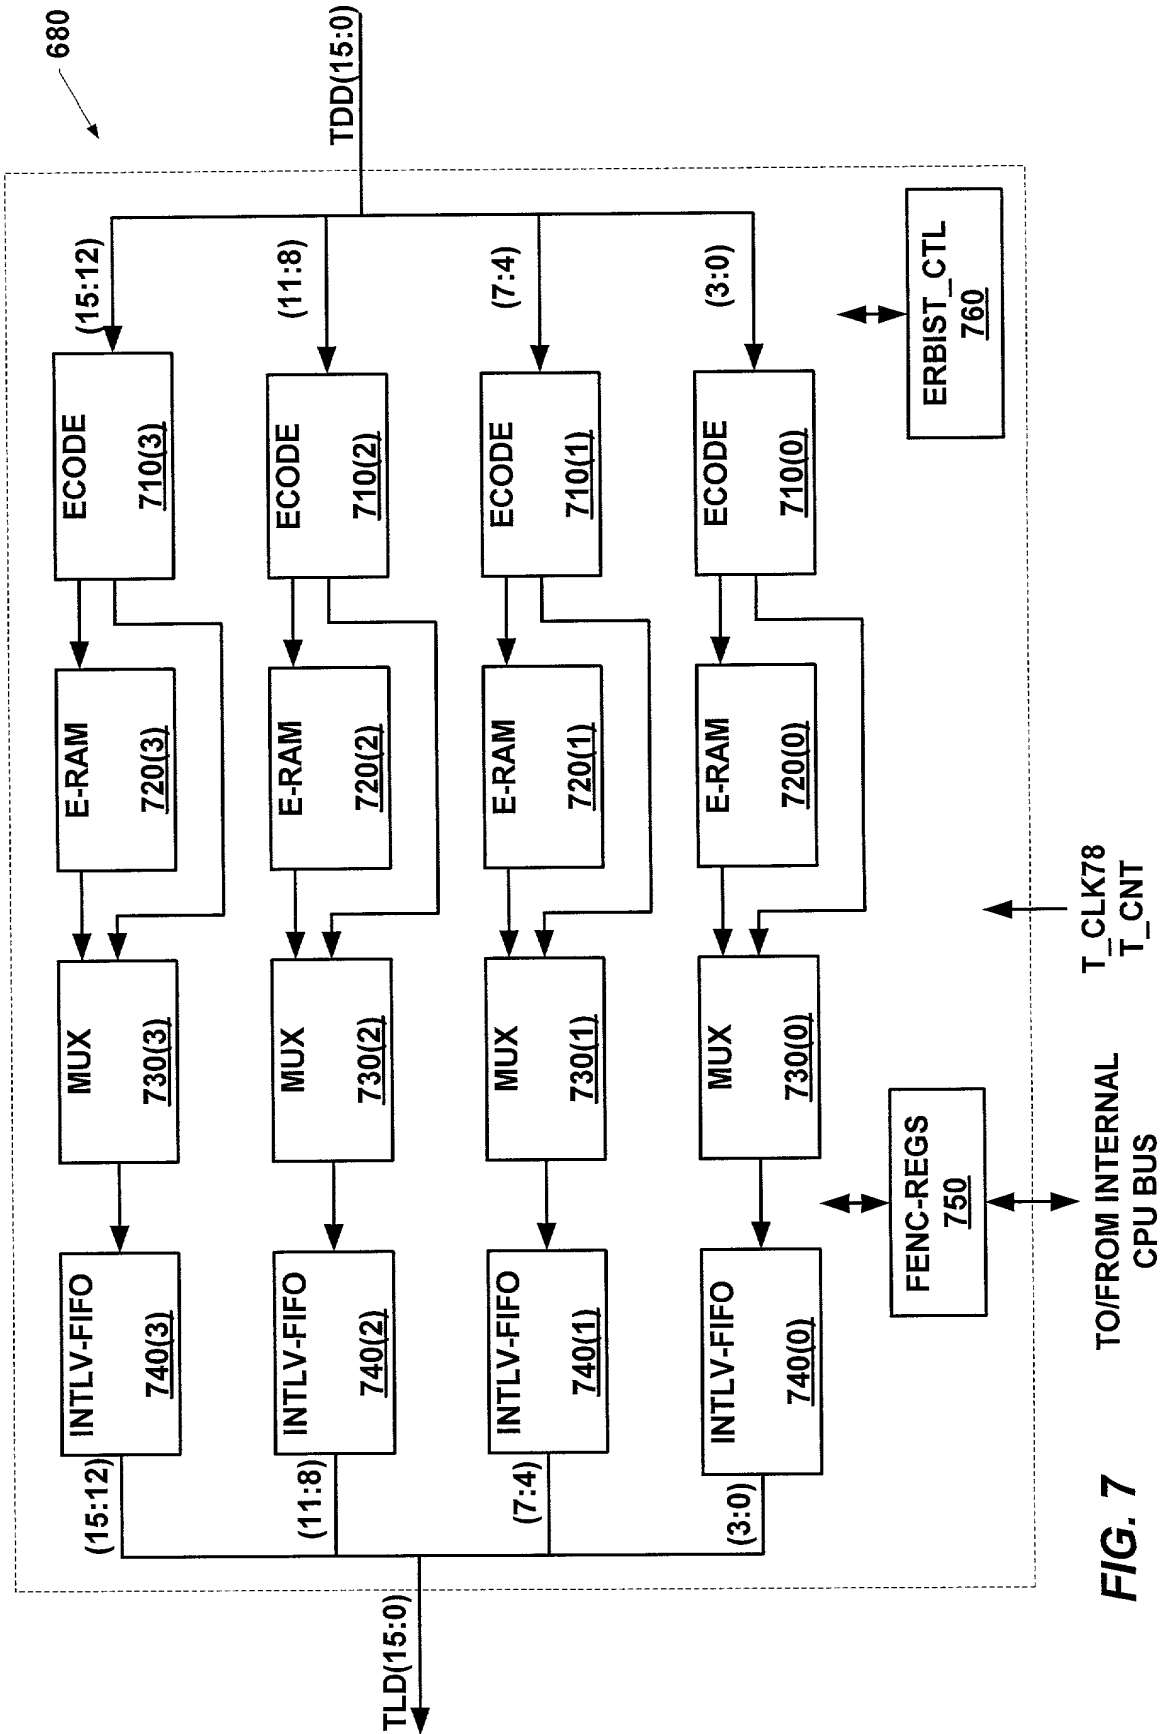 680
TDD(15:0)
(15:12)
(11:8)
(7:4)
(3:0)
ECODE
710(3)
ECODE
710(2)
ECODE
710(1)
ECODE
710(0)
ERBIST_CTL
760
E-RAM
720(3)
E-RAM
720(2)
E-RAM
720(1)
E-RAM
720(0)
MUX
730(3)
MUX
730(2)
MUX
730(1)
MUX
730(0)
T_CLK78
T_CNT
INTLV-FIFO
740(3)
INTLV-FIFO
740(2)
INTLV-FIFO
740(1)
INTLV-FIFO
740(0)
FENC-REGS
750
TO/FROM INTERNAL
CPU BUS
(15:12)
(11:8)
(7:4)
(3:0)
TLD(15:0)
FIG. 7